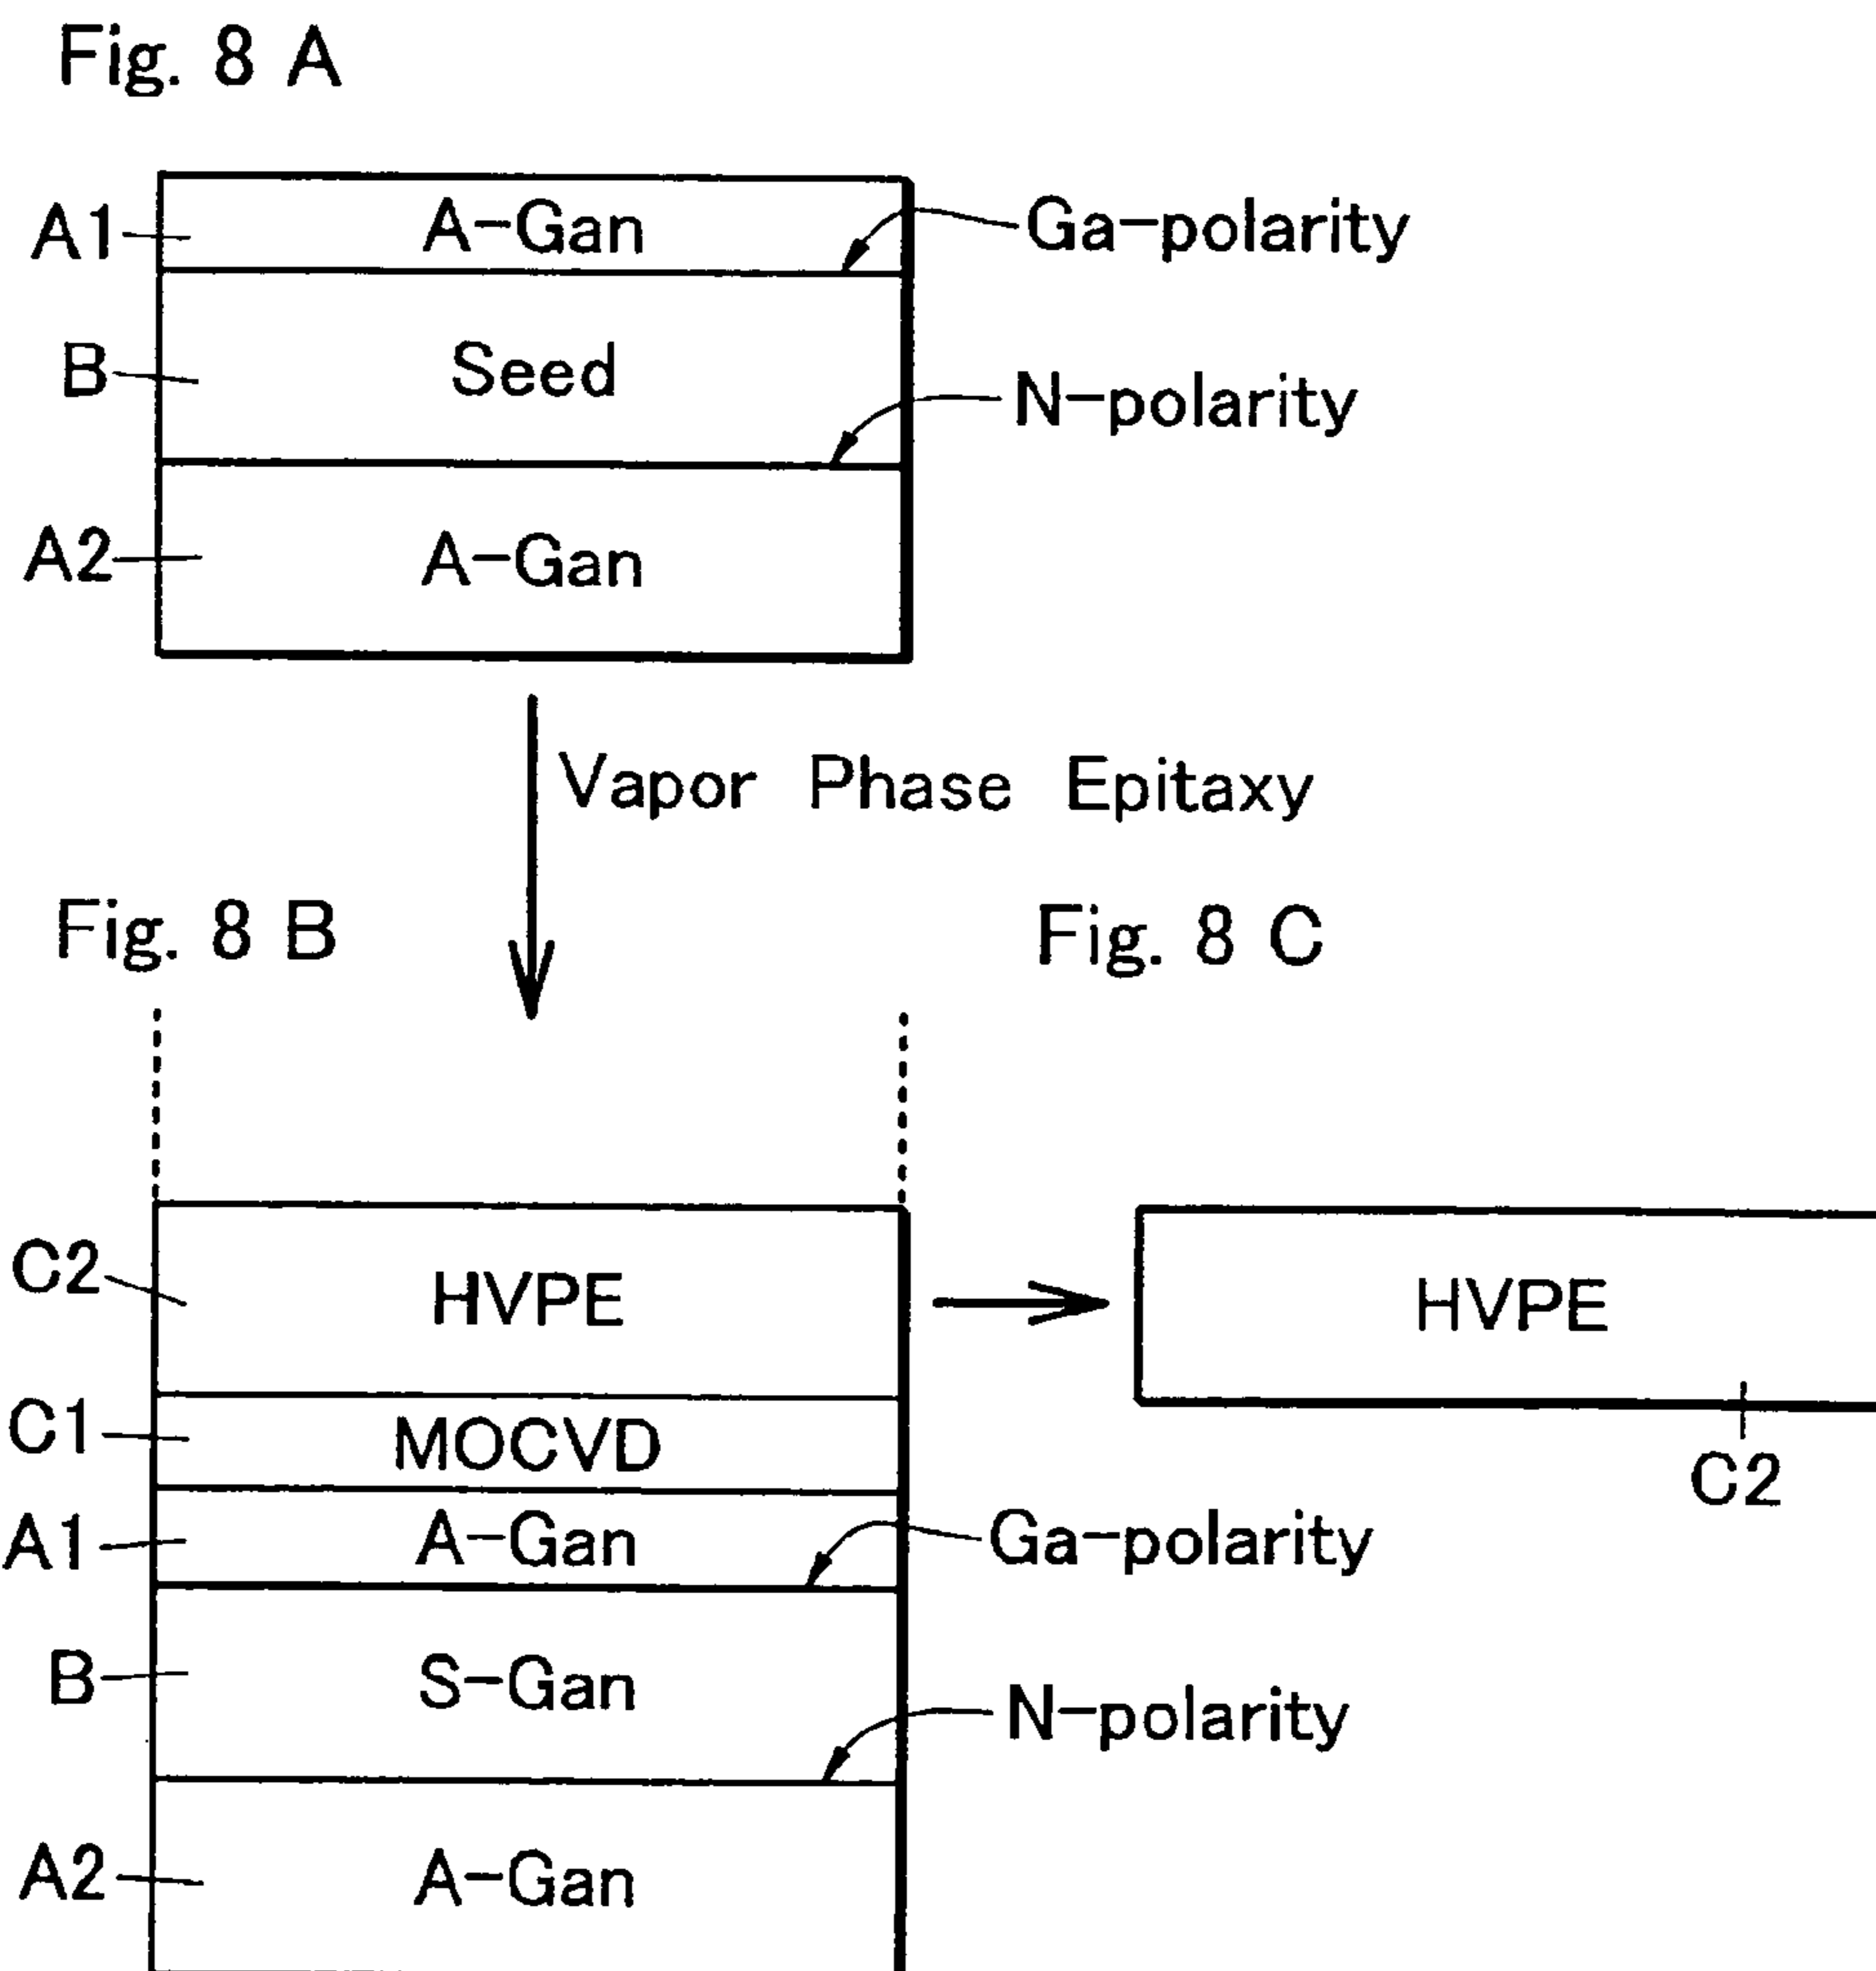 Fig. 8 A
A1 A-Gan Ga-polarity
B Seed N-polarity
A2 A-Gan
Vapor Phase Epitaxy
Fig. 8 B Fig. 8 C
C2 HVPE HVPE
C1 MOCVD C2
A1 A-Gan Ga-polarity
B S-Gan N-polarity
A2 A-Gan